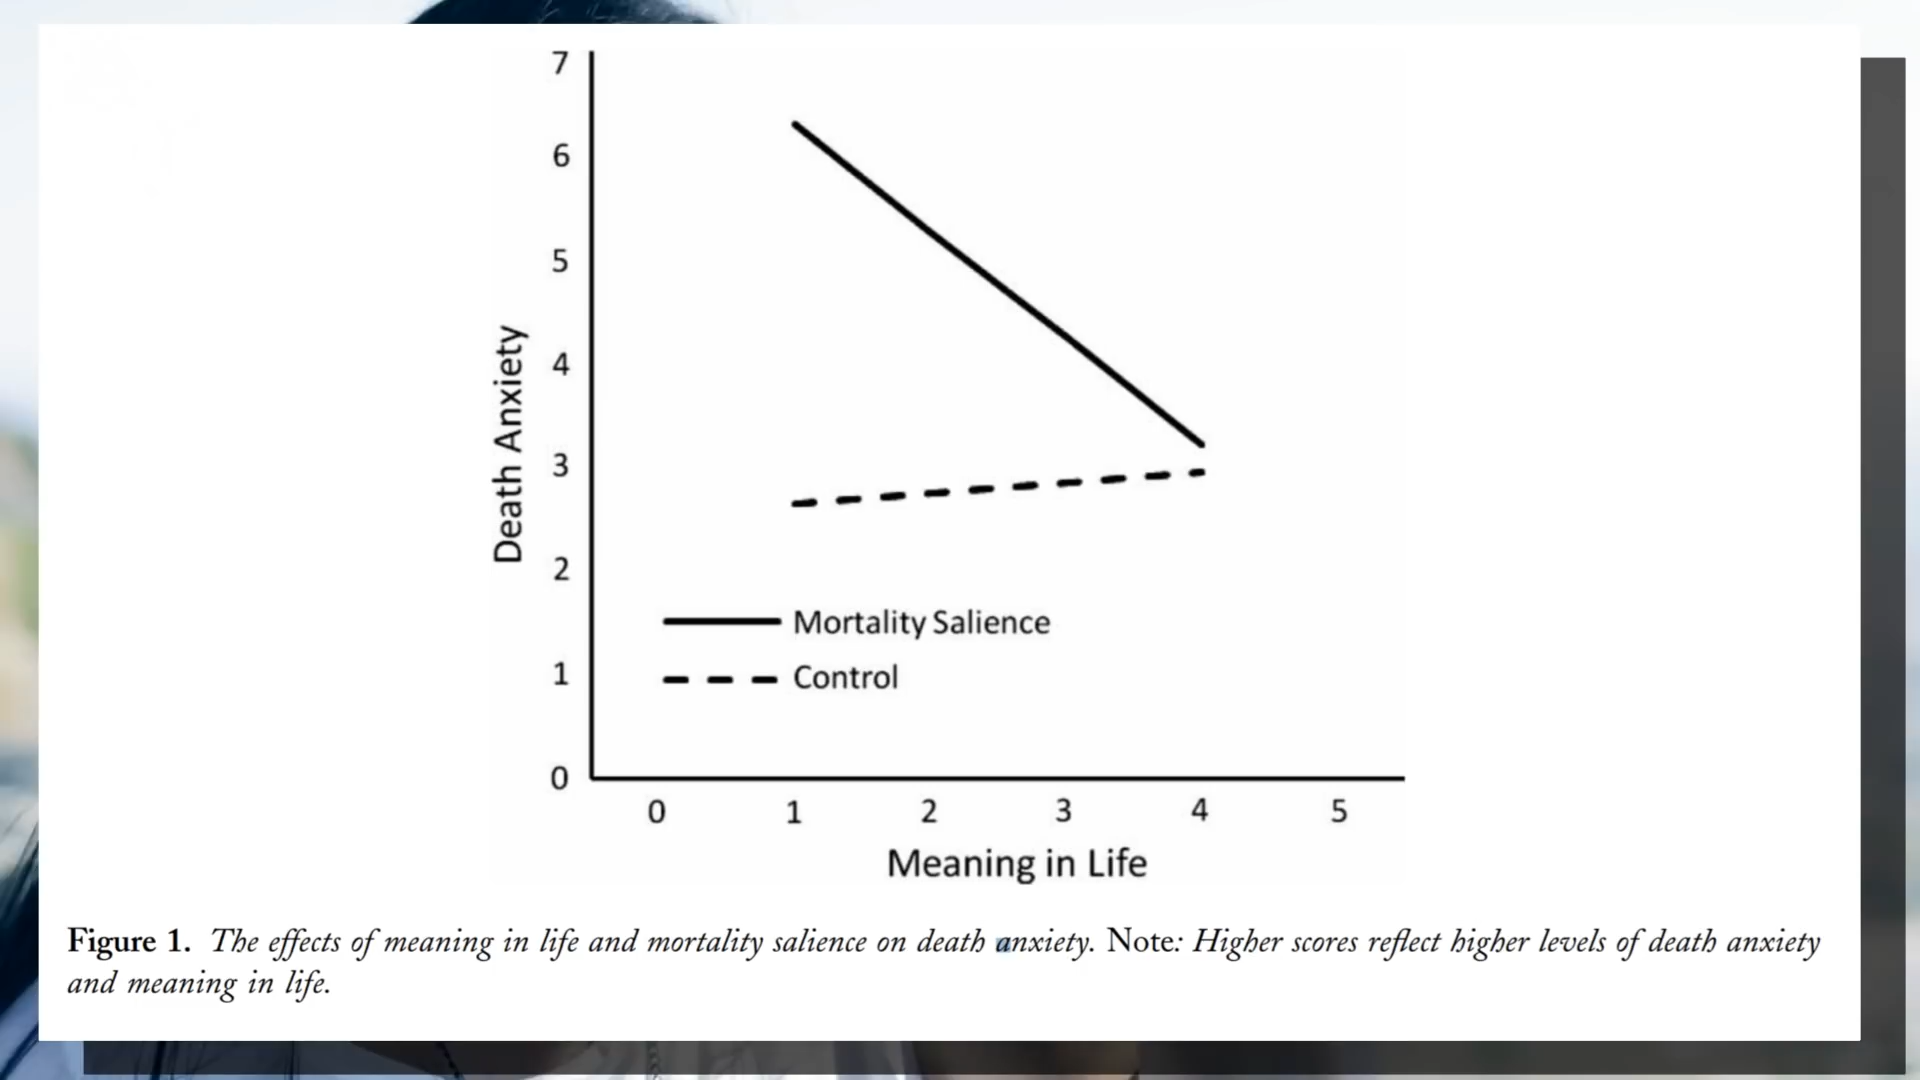 7
6
5
4
3
2
1
0
Death Anxiety
Mortality Salience
Control
0 1 2 3 4 5
Meaning in Life
Figure 1. The effects of meaning in life and mortality salience on death anxiety. Note: Higher scores reflect higher levels of death anxiety
and meaning in life.